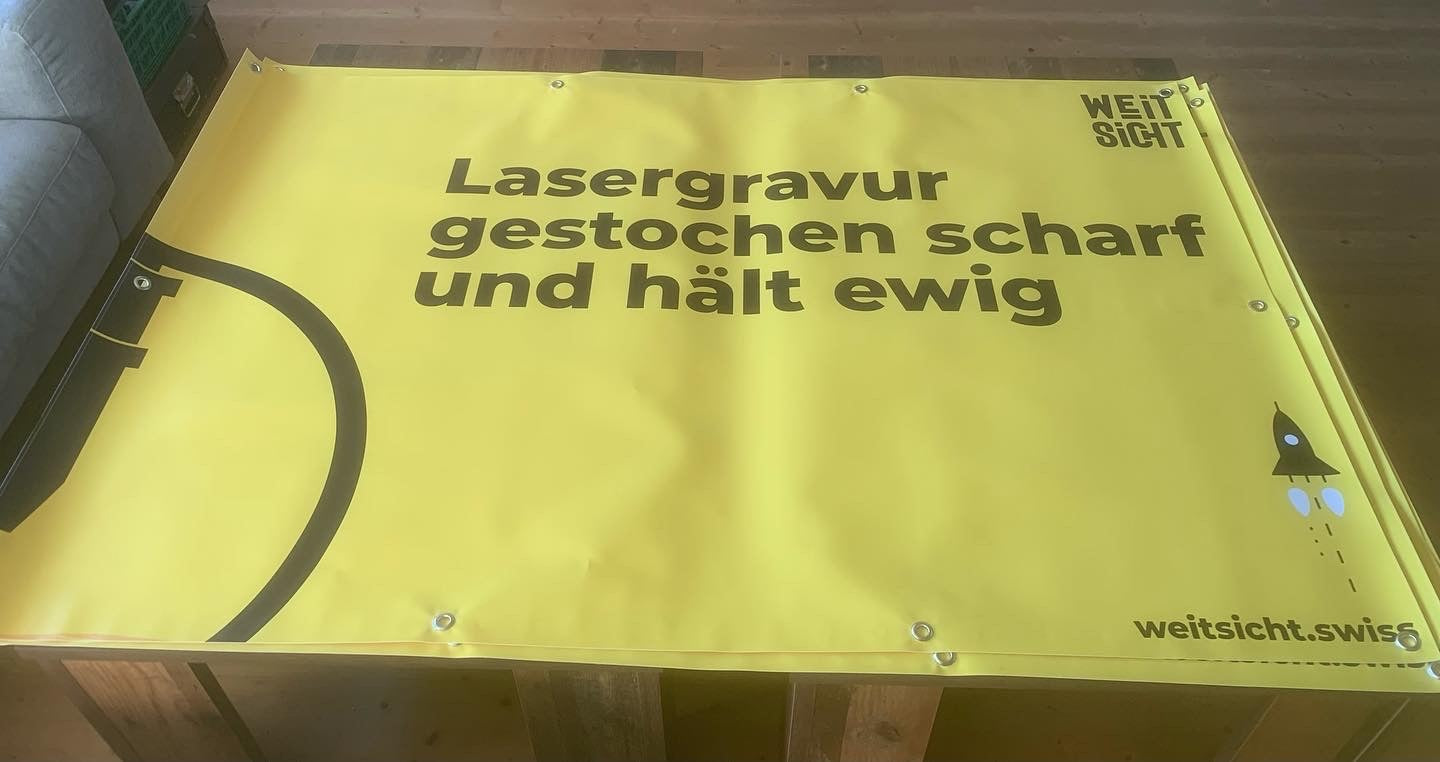 WEiT
SiCHT
Lasergravur
gestochen scharf
und hält ewig
weitsicht.swiss